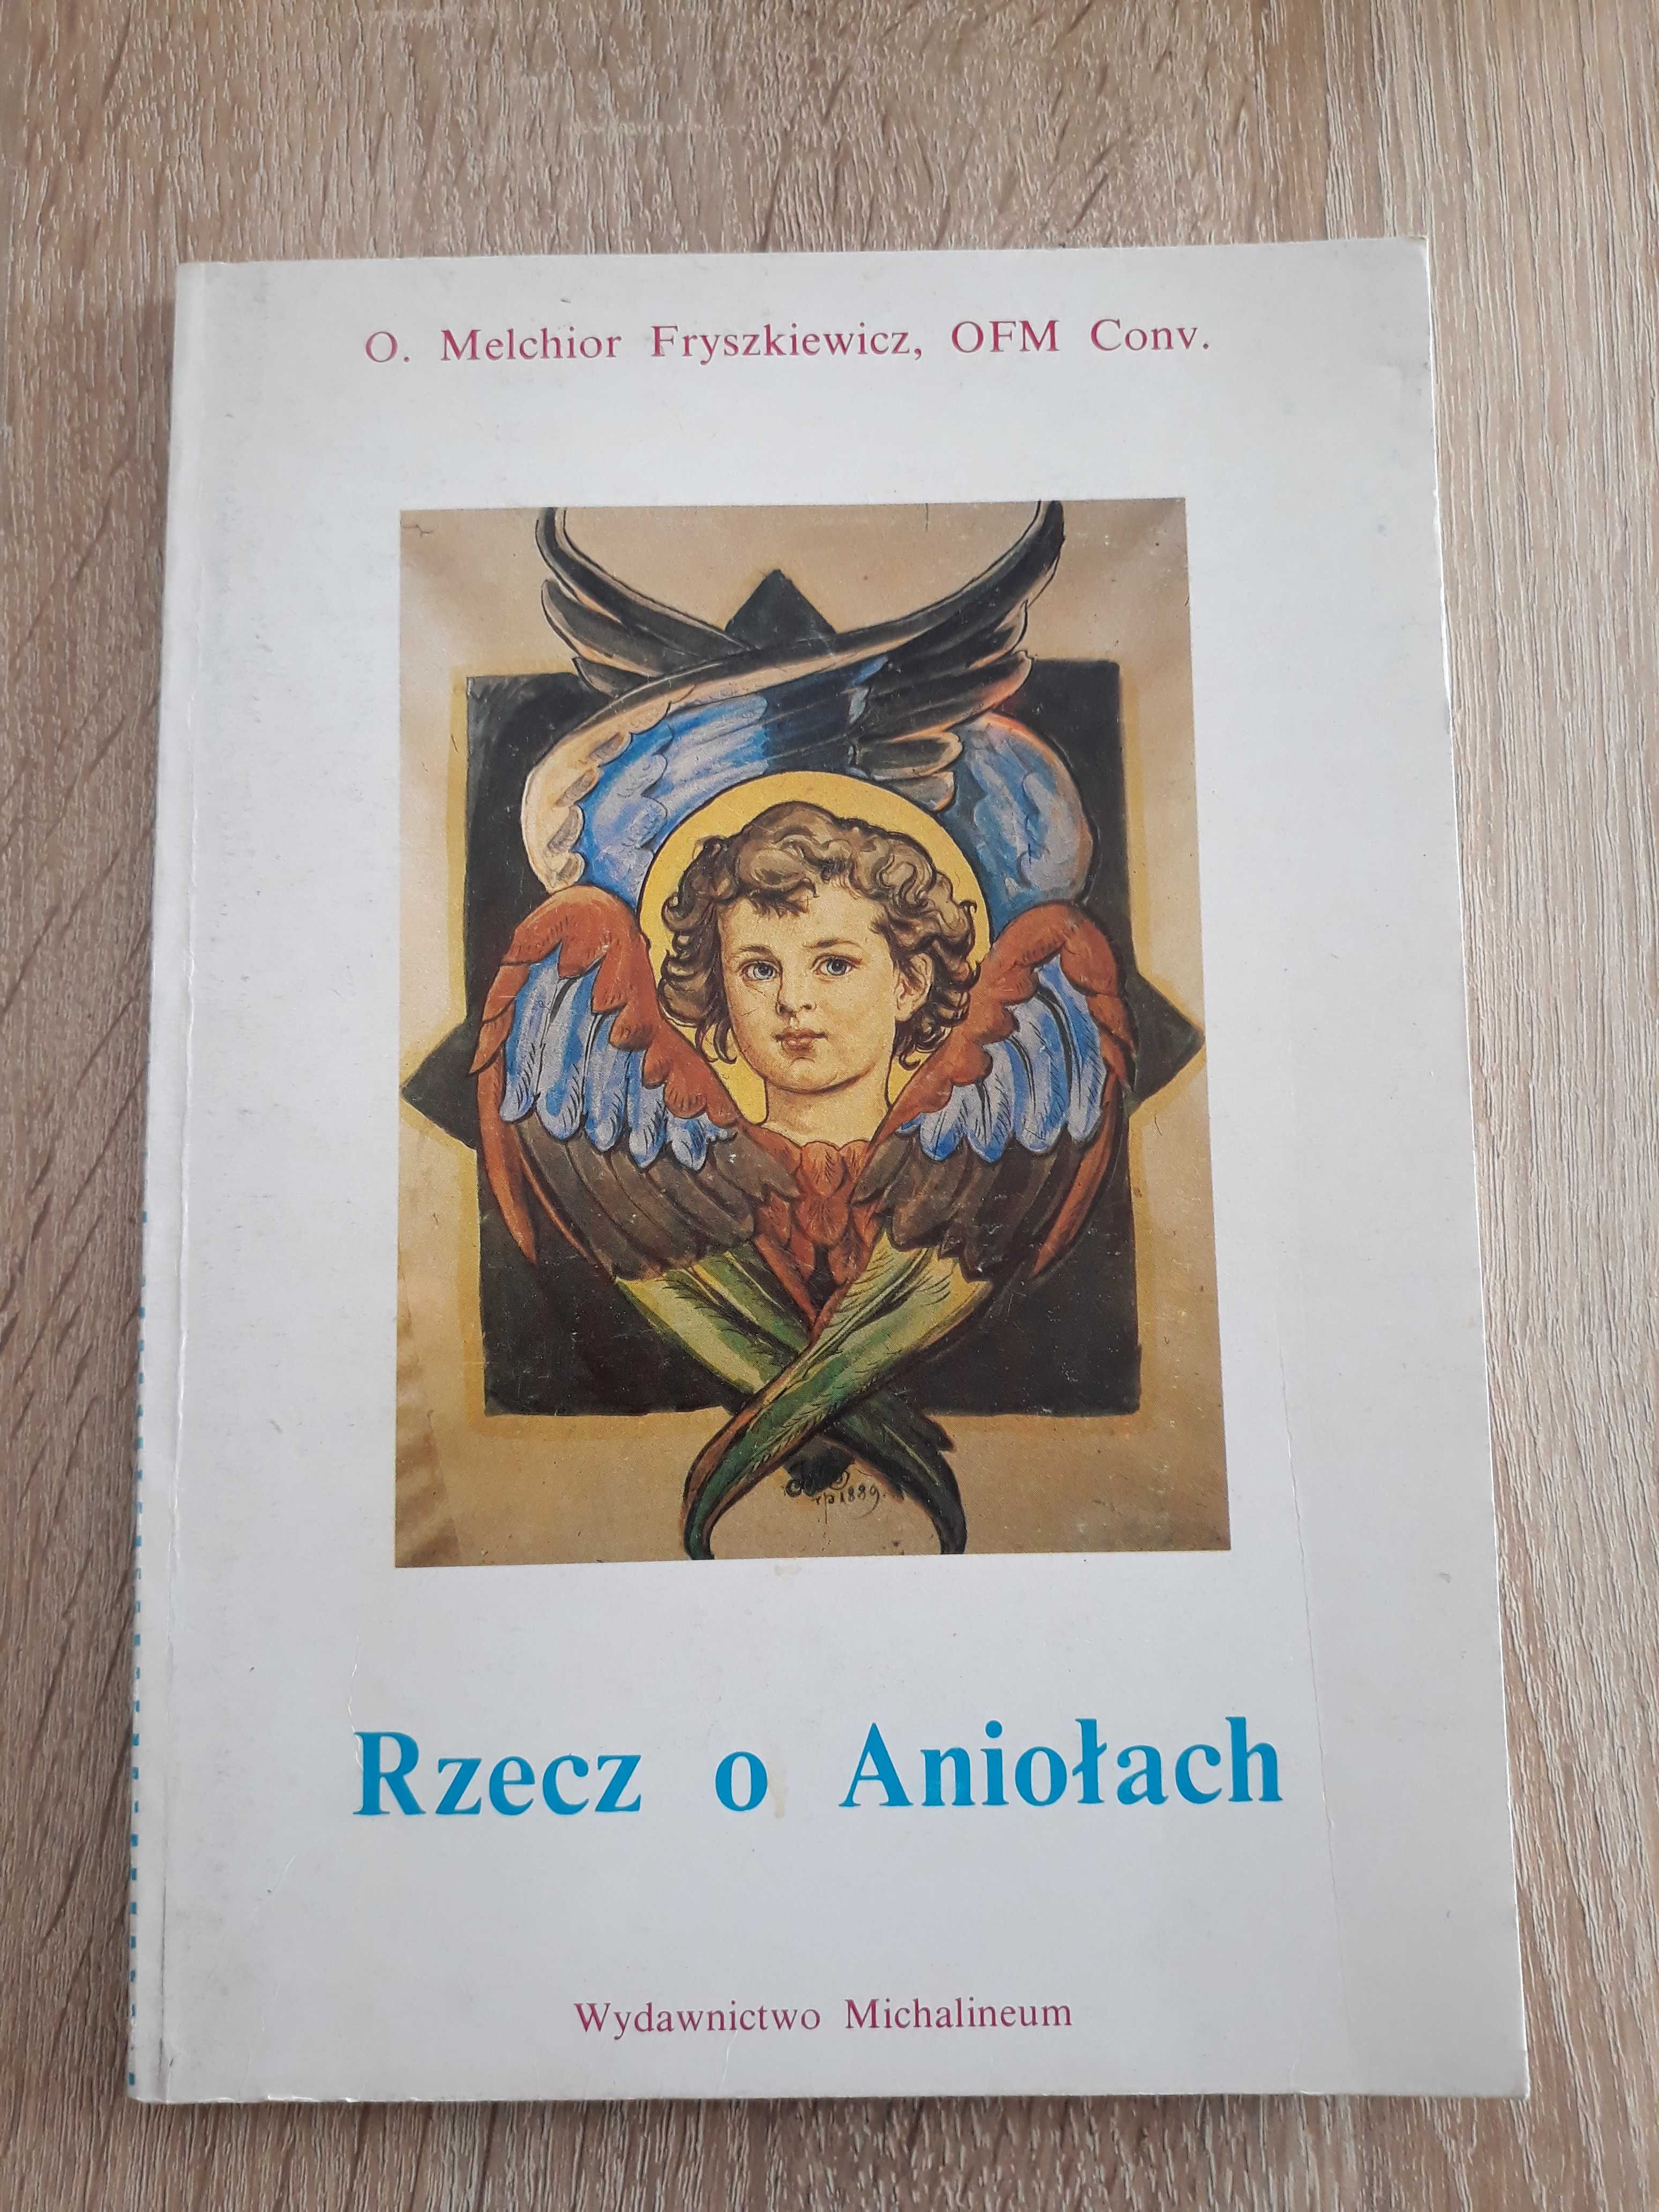 O. Melchior Fryszkiewicz, OFM Conv.
1889.
Rzecz o Aniołach
Wydawnictwo Michalineum